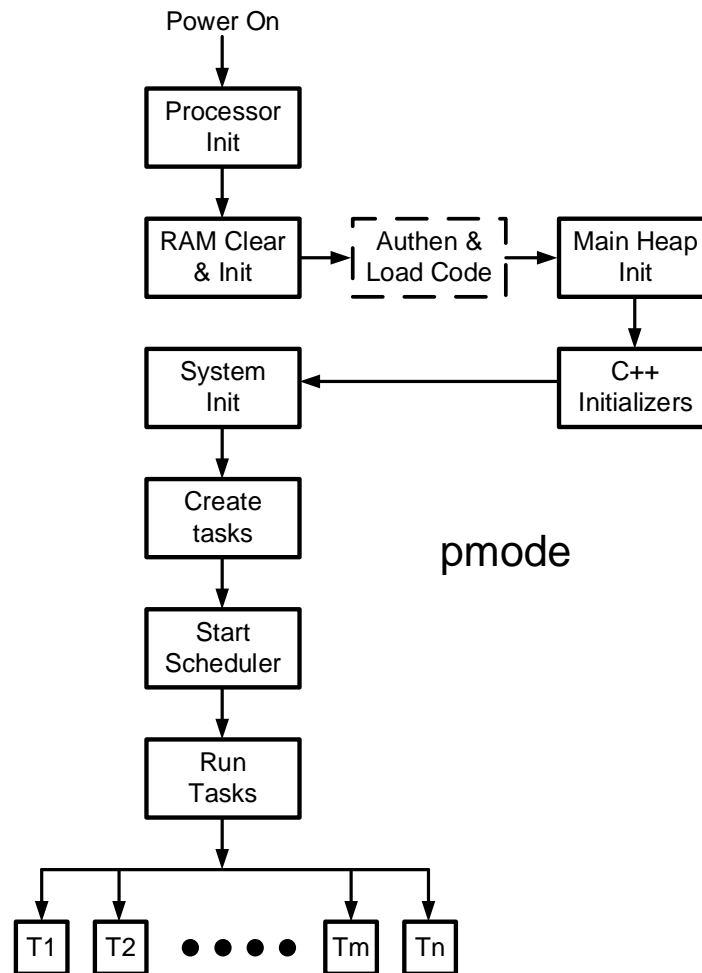 Power On
Processor
Init
RAM Clear
& Init
Authen &
Load Code
Main Heap
Init
System
Init
C++
Initializers
Create
tasks
pmode
Start
Scheduler
Run
Tasks
T1
T2
Tm
Tn